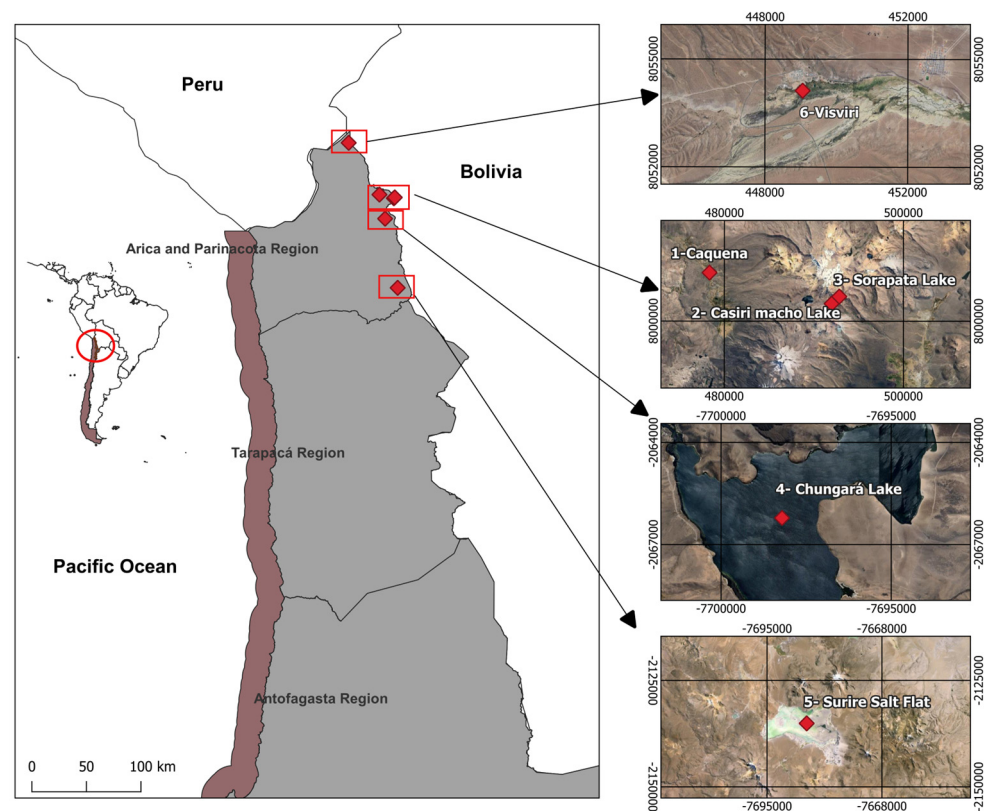 Peru
Bolivia
Arica and Parinacota Region
Tarapacá Region
Pacific Ocean
Antofagasta Region
0 50 100 km
448000 452000
8055000 8055000
6-Visviri
8052000 8052000
448000 452000
480000 500000
1-Caquena
3- Sorapata Lake
2- Casiri macho Lake
8000000 8000000
480000 500000
-7700000 -7695000
-2064000 -2064000
4- Chungará Lake
-2067000 -2067000
-7700000 -7695000
-7695000 -7668000
-2125000 -2125000
5- Surire Salt Flat
-2150000 -2150000
-7695000 -7668000